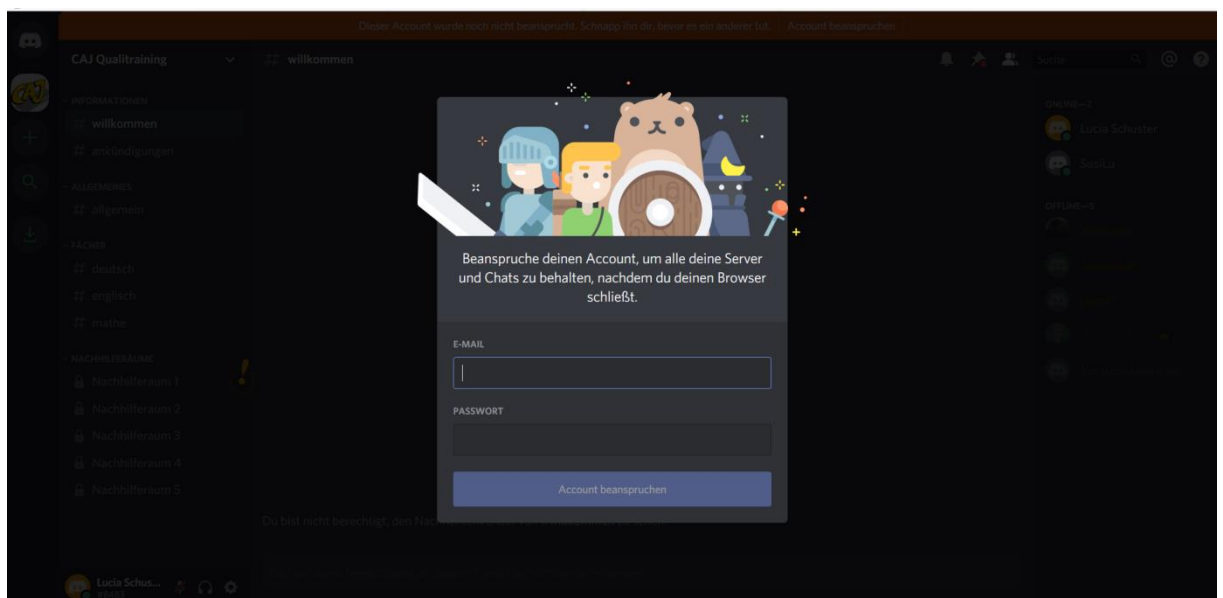 Dieser Account wurde noch nicht beansprucht. Schnapp ihn dir, bevor es ein anderer tut.
Account beanspruchen
CAJ Qualitraining
willkommen
Suche
CAJ
INFORMATIONEN
willkommen
ankündigungen
ALLGEMEINES
allgemein
FÄCHER
deutsch
englisch
mathe
NACHHILFERÄUME
Nachhilferaum 1
Nachhilferaum 2
Nachhilferaum 3
Nachhilferaum 4
Nachhilferaum 5
Lucia Schus...
Beanspruche deinen Account, um alle deine Server
und Chats zu behalten, nachdem du deinen Browser
schließt.
E-MAIL
PASSWORT
Account beanspruchen
Du bist nicht berechtigt, den
ONLINE—2
Lucia Schuster
SusiLu
OFFLINE—5